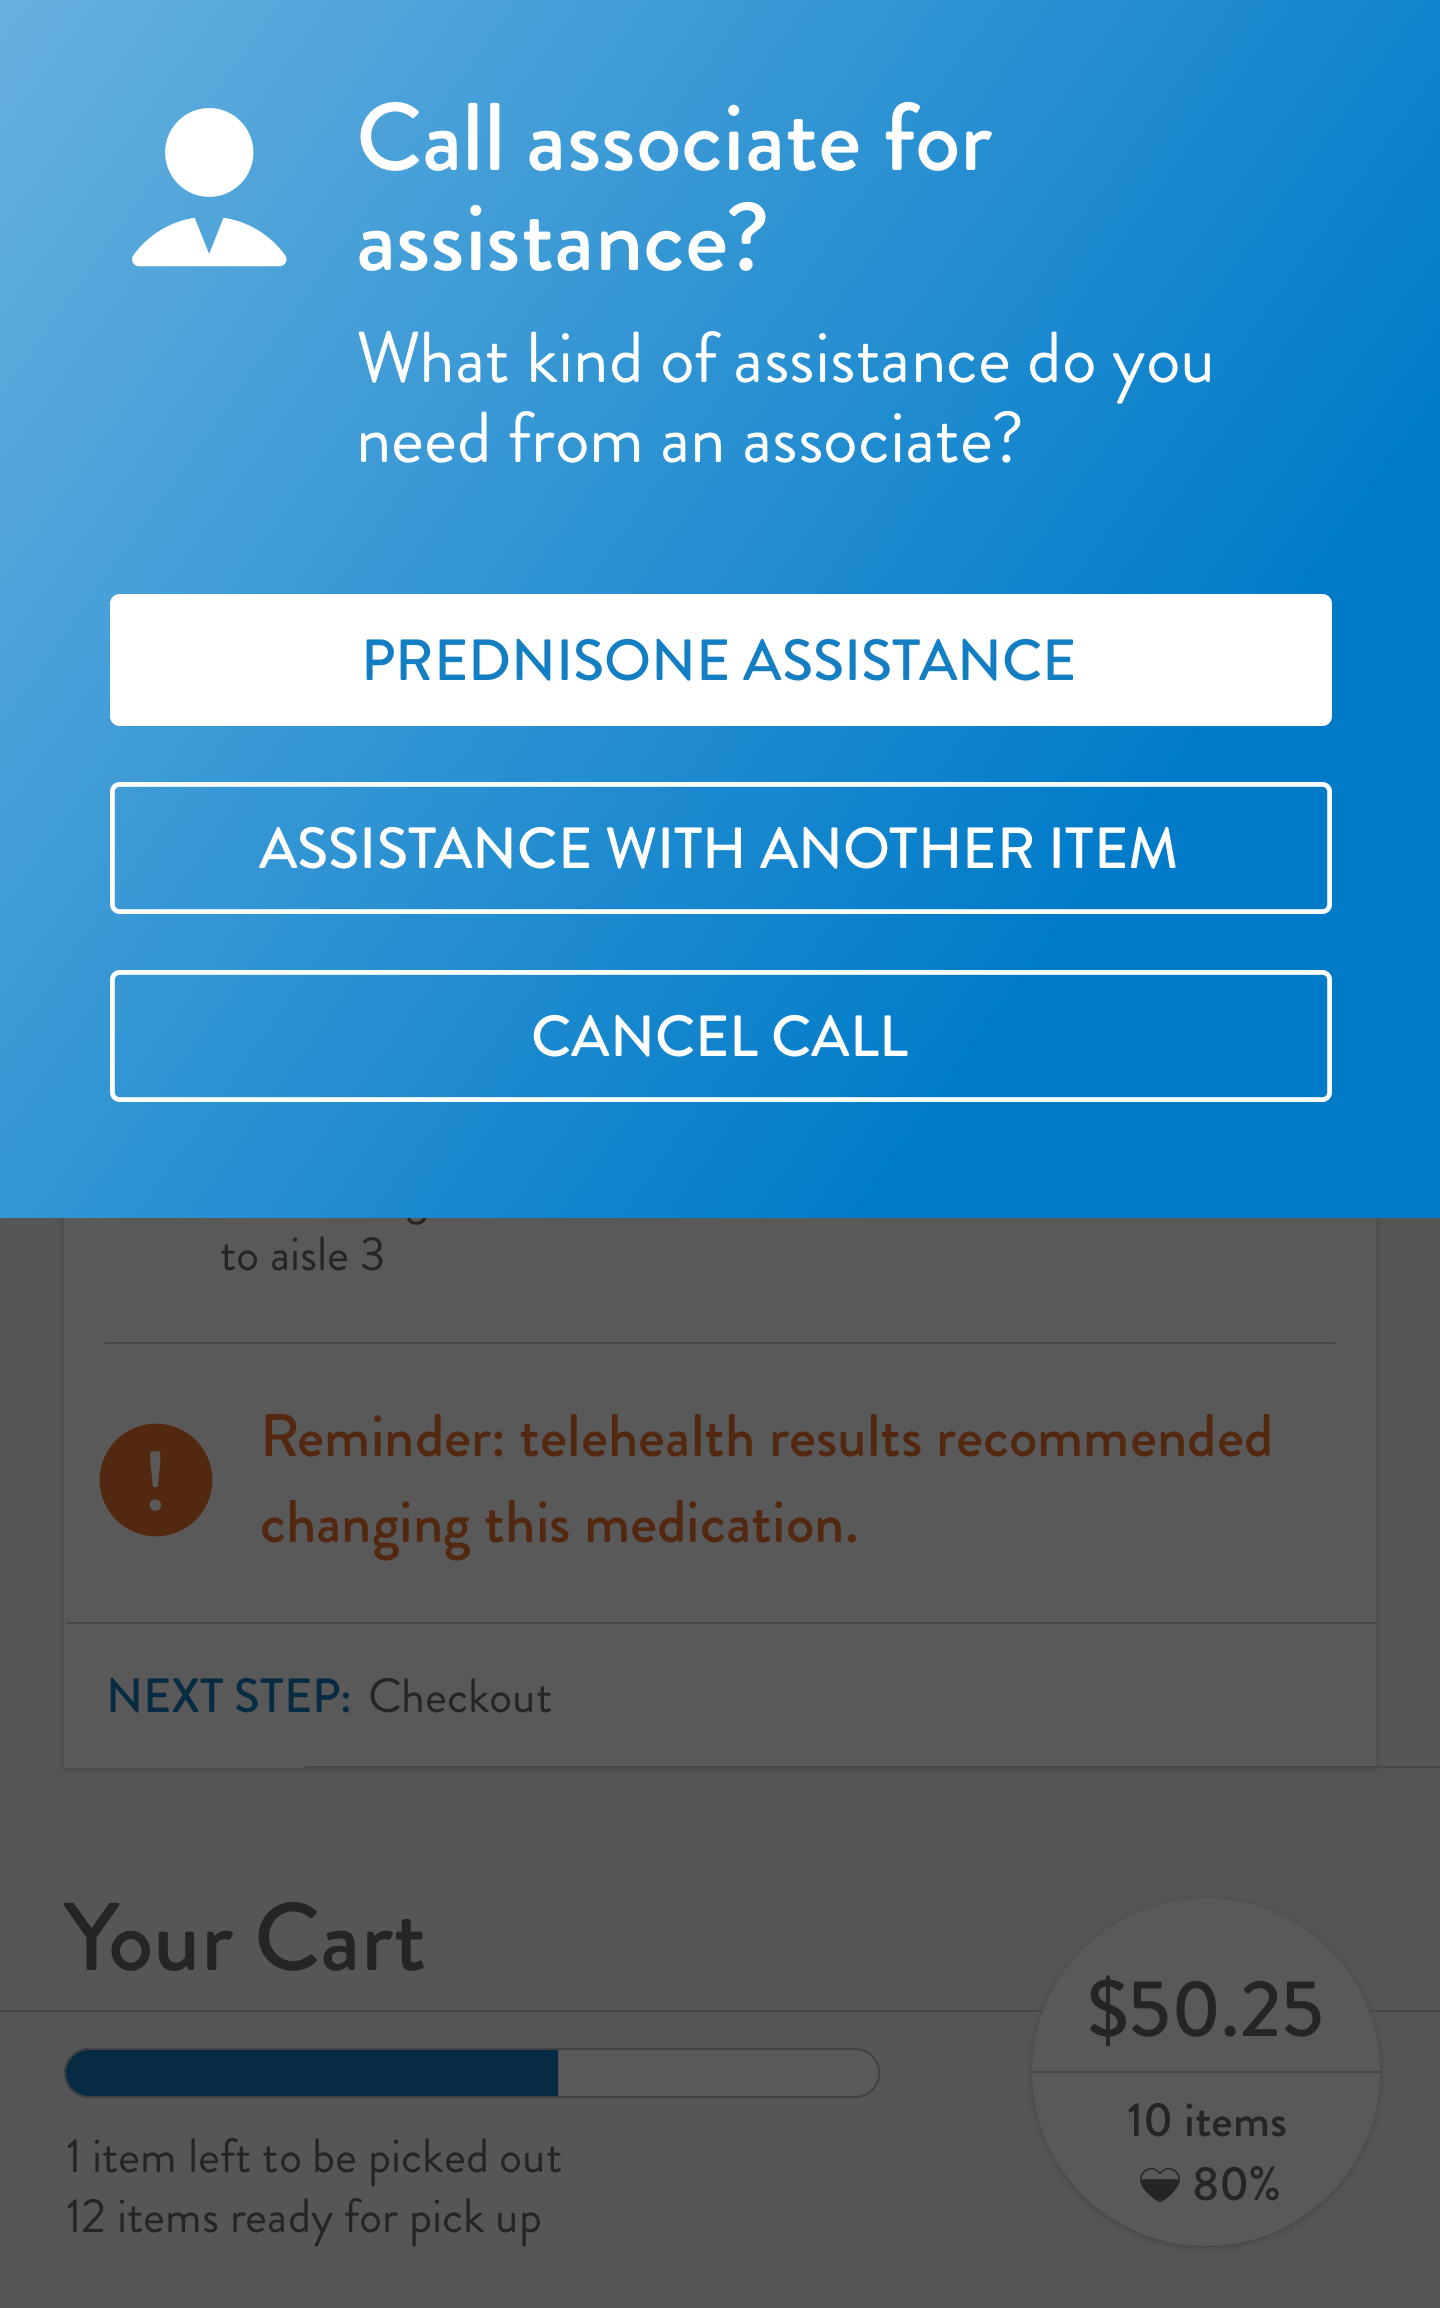 Call associate for
assistance?
What kind of assistance do you
need from an associate?
PREDNISONE ASSISTANCE
ASSISTANCE WITH ANOTHER ITEM
CANCEL CALL
to aisle 3
!
Reminder: telehealth results recommended
changing this medication.
NEXT STEP: Checkout
Your Cart
$50.25
10 items
80%
1 item left to be picked out
12 items ready for pick up